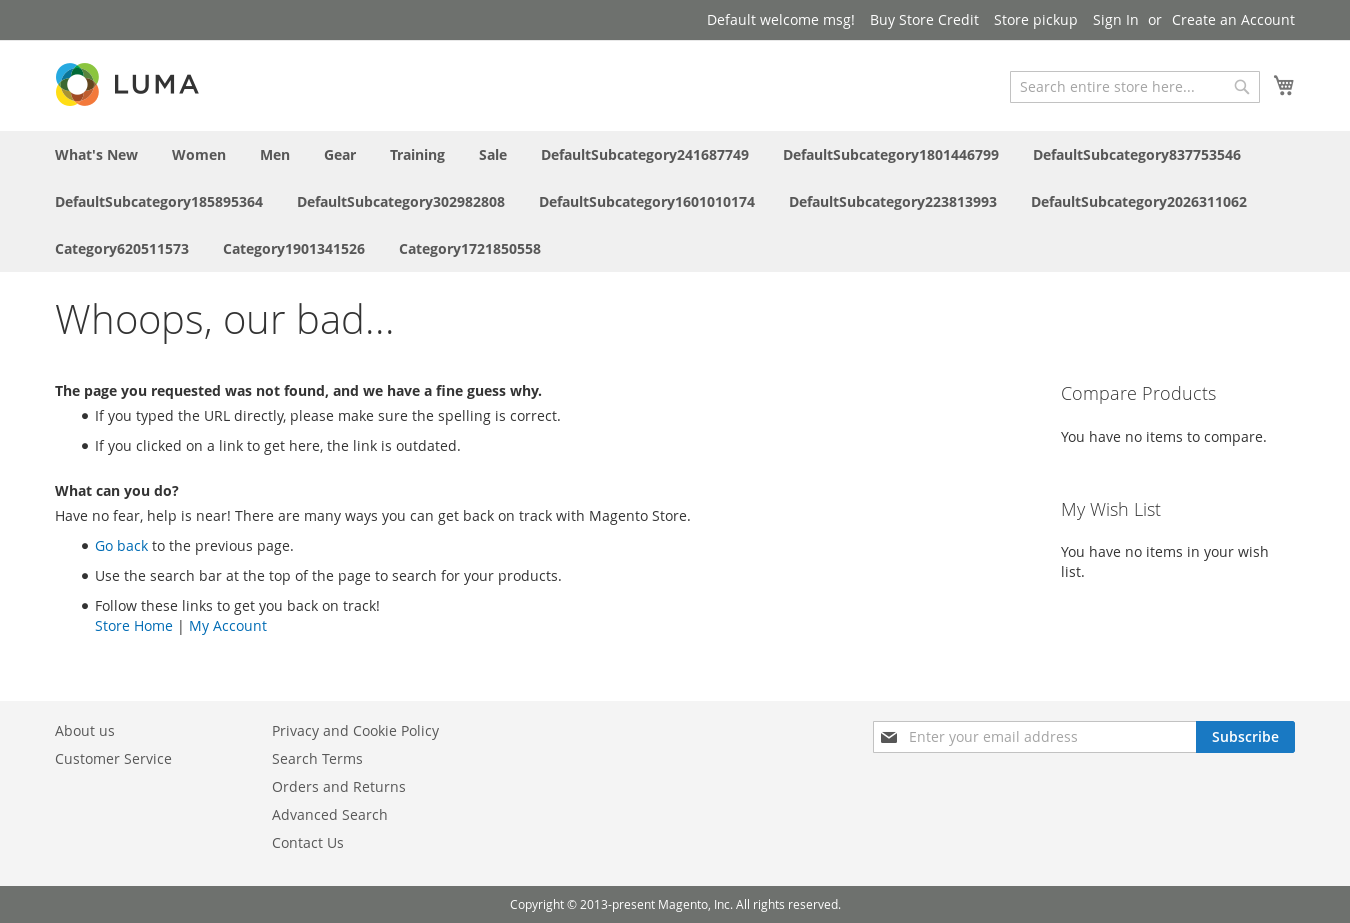 Default welcome msg! Buy Store Credit Store pickup Sign In or Create an Account
LUMA
Search entire store here...
What's New Women Men Gear Training Sale DefaultSubcategory241687749 DefaultSubcategory1801446799 DefaultSubcategory837753546
DefaultSubcategory185895364 DefaultSubcategory302982808 DefaultSubcategory1601010174 DefaultSubcategory223813993 DefaultSubcategory2026311062
Category620511573 Category1901341526 Category1721850558
Whoops, our bad...
The page you requested was not found, and we have a fine guess why.
If you typed the URL directly, please make sure the spelling is correct.
If you clicked on a link to get here, the link is outdated.
What can you do?
Have no fear, help is near! There are many ways you can get back on track with Magento Store.
Go back to the previous page.
Use the search bar at the top of the page to search for your products.
Follow these links to get you back on track!
Store Home | My Account
Compare Products
You have no items to compare.
My Wish List
You have no items in your wish
list.
About us
Customer Service
Privacy and Cookie Policy
Search Terms
Orders and Returns
Advanced Search
Contact Us
Enter your email address
Subscribe
Copyright © 2013-present Magento, Inc. All rights reserved.